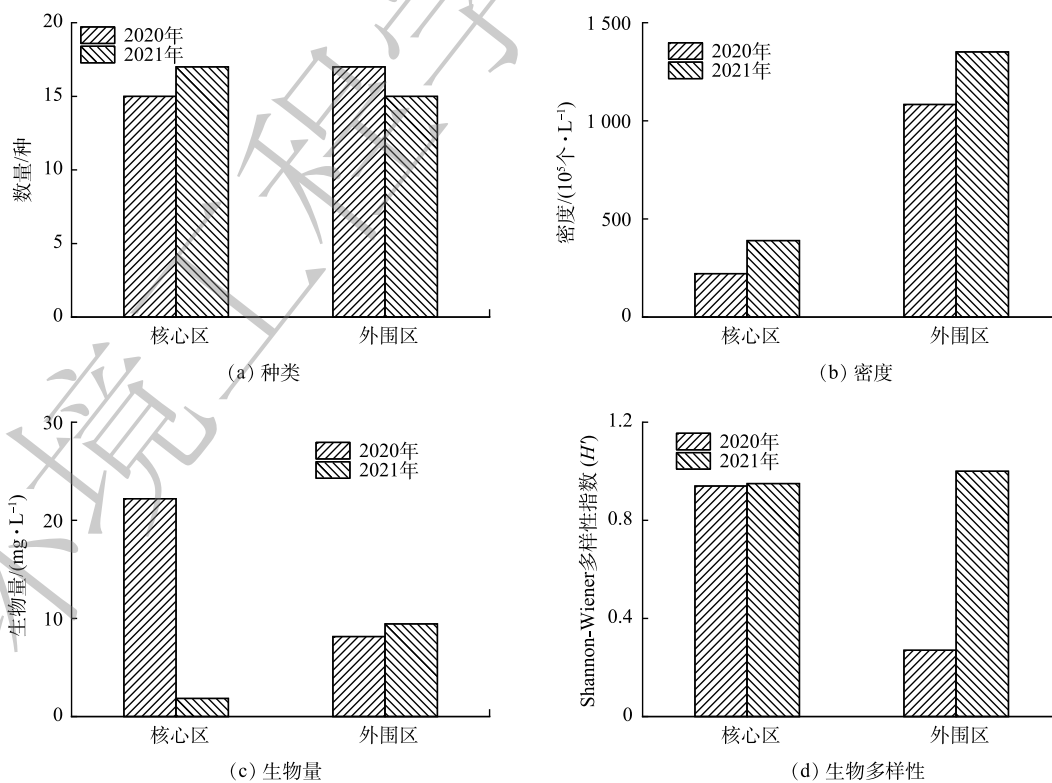 20
15
10
5
0
数量/种
2020年
2021年
核心区
外围区
(a) 种类
1 500
1 000
500
0
密度/(10⁵个·L⁻¹)
2020年
2021年
核心区
外围区
(b) 密度
30
20
10
0
生物量/(mg·L⁻¹)
2020年
2021年
核心区
外围区
(c) 生物量
1.2
0.8
0.4
0
Shannon-Wiener多样性指数 (H′)
2020年
2021年
核心区
外围区
(d) 生物多样性
境工程学